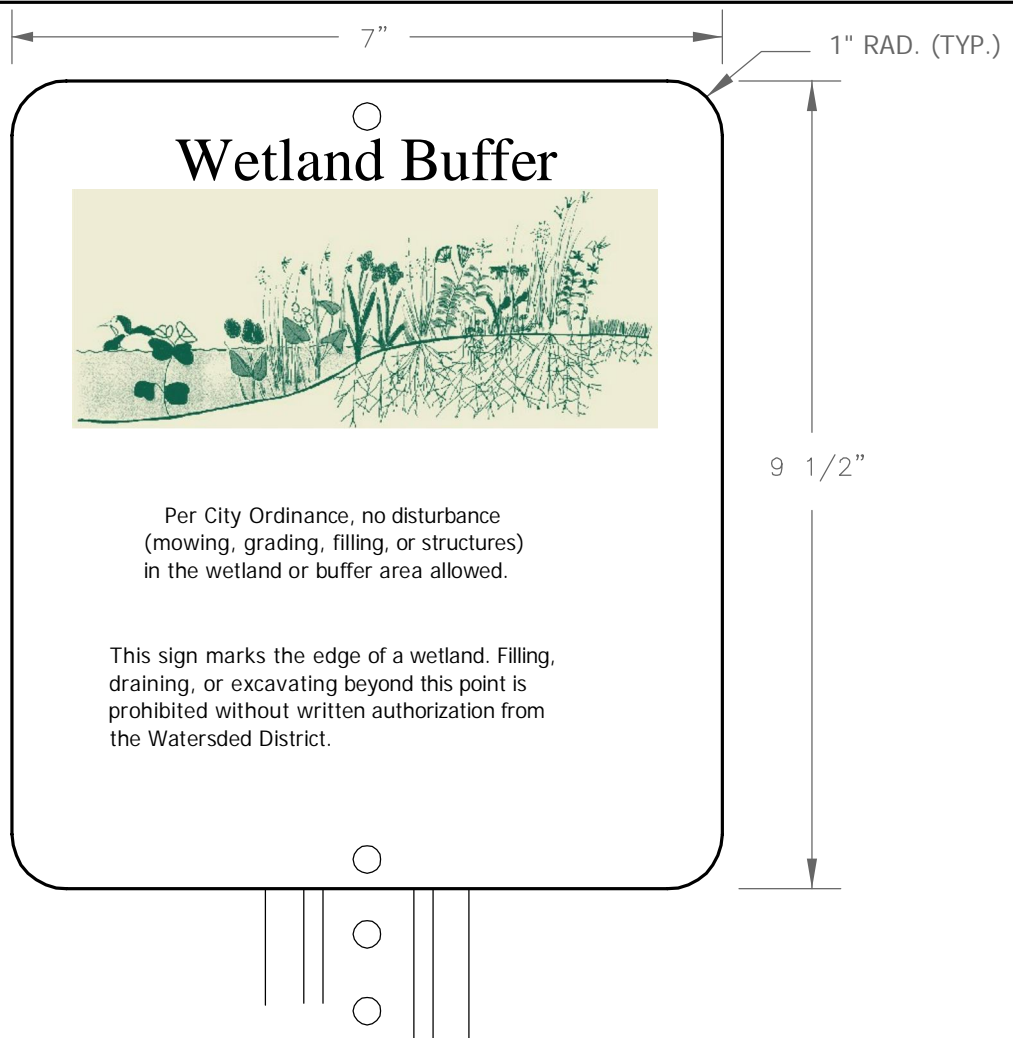 7”
1" RAD. (TYP.)
Wetland Buffer
9 1/2”
Per City Ordinance, no disturbance
(mowing, grading, filling, or structures)
in the wetland or buffer area allowed.
This sign marks the edge of a wetland. Filling,
draining, or excavating beyond this point is
prohibited without written authorization from
the Watersded District.